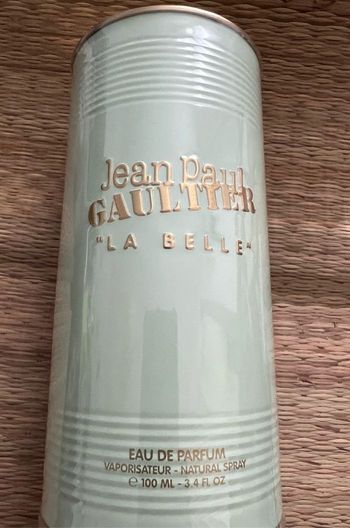 Jean Paul
GAULTIER
"LA BELLE"
EAU DE PARFUM
VAPORISATEUR - NATURAL SPRAY
℮ 100 ML - 3.4 FL OZ